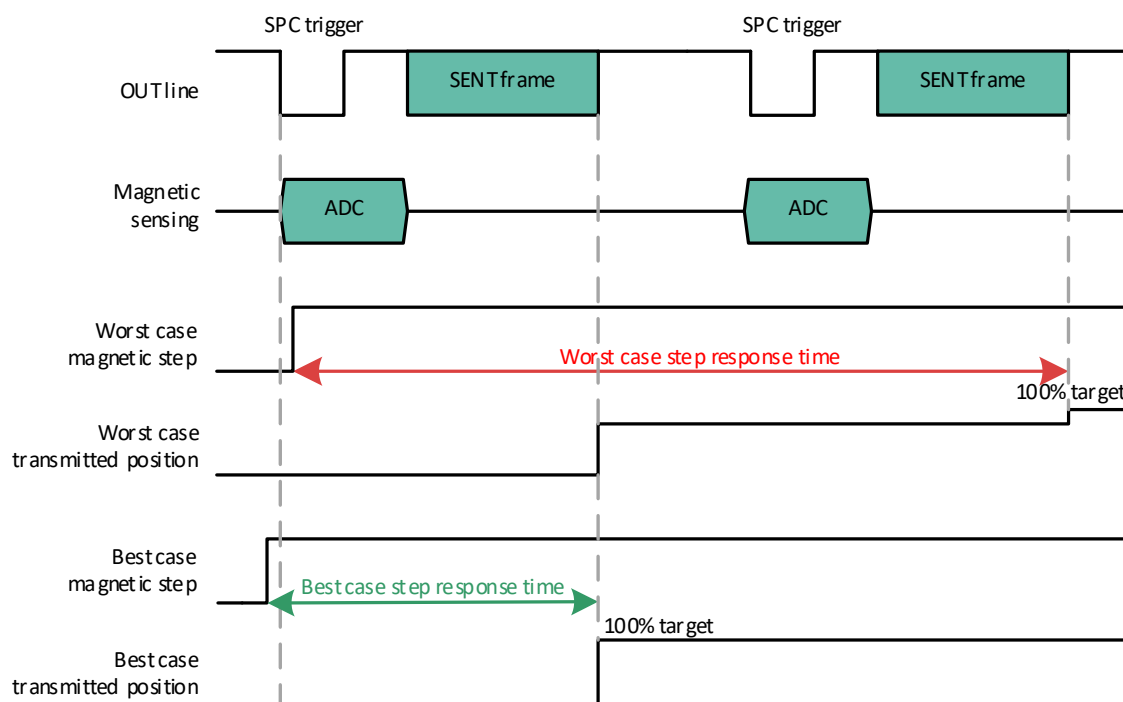 SPC trigger
SPC trigger
OUT line
SENT frame
SENT frame
Magnetic
sensing
ADC
ADC
Worst case
magnetic step
Worst case step response time
100% target
Worst case
transmitted position
Best case
magnetic step
Best case step response time
100% target
Best case
transmitted position